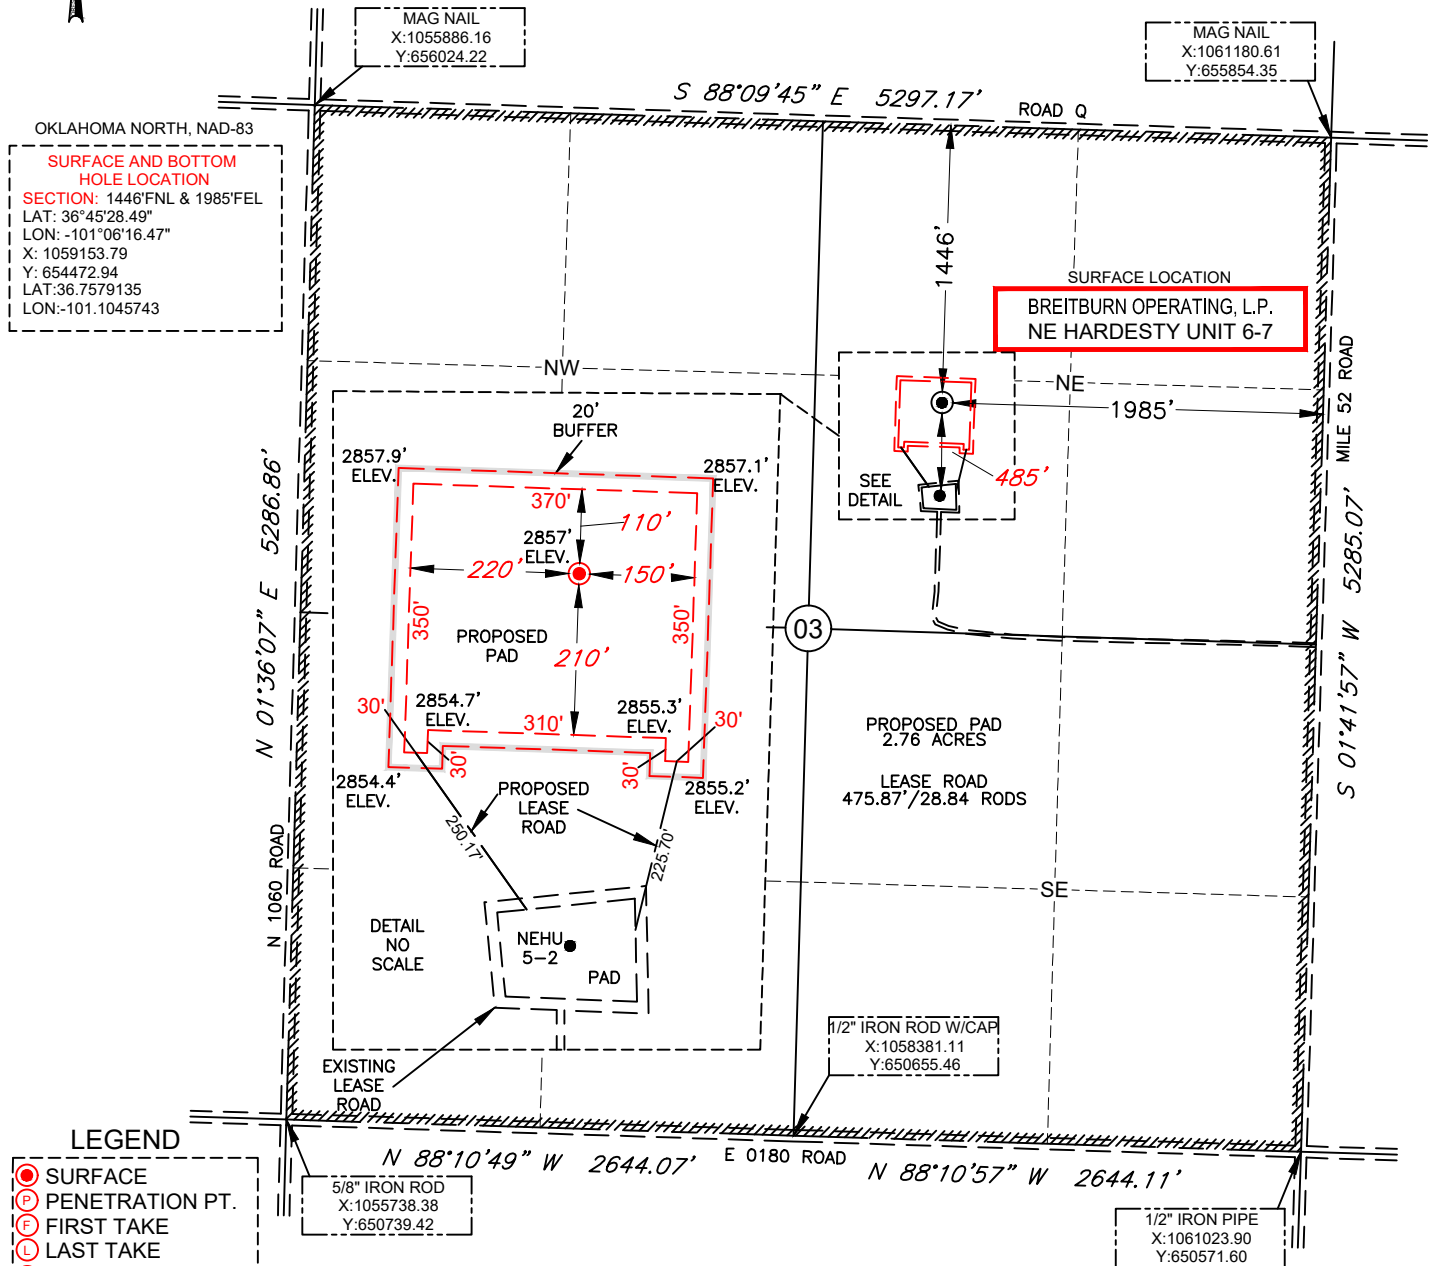 MAG NAIL
X:1055886.16
Y:656024.22
MAG NAIL
X:1061180.61
Y:655854.35
S 88°09'45" E 5297.17'
ROAD Q
OKLAHOMA NORTH, NAD-83
SURFACE AND BOTTOM
HOLE LOCATION
SECTION: 1446'FNL & 1985'FEL
LAT: 36°45'28.49"
LON: -101°06'16.47"
X: 1059153.79
Y: 654472.94
LAT:36.7579135
LON:-101.1045743
1446'
SURFACE LOCATION
BREITBURN OPERATING, L.P.
NE HARDESTY UNIT 6-7
NW
NE
1985'
MILE 52 ROAD
485'
SEE
DETAIL
20'
BUFFER
2857.9'
ELEV.
2857.1'
ELEV.
370'
110'
2857'
ELEV.
220'
150'
350'
350'
PROPOSED
PAD
210'
N 01°36'07" E 5286.86'
S 01°41'57" W 5285.07'
03
30'
2854.7'
ELEV.
310'
2855.3'
ELEV.
30'
30'
30'
2854.4'
ELEV.
2855.2'
ELEV.
PROPOSED
LEASE
ROAD
250.17'
225.70'
PROPOSED PAD
2.76 ACRES
LEASE ROAD
475.87'/28.84 RODS
N 1060 ROAD
SE
DETAIL
NO
SCALE
NEHU
5-2
PAD
EXISTING
LEASE
ROAD
1/2" IRON ROD W/CAP
X:1058381.11
Y:650655.46
N 88°10'49" W 2644.07'
E 0180 ROAD
N 88°10'57" W 2644.11'
5/8" IRON ROD
X:1055738.38
Y:650739.42
1/2" IRON PIPE
X:1061023.90
Y:650571.60
LEGEND
SURFACE
P PENETRATION PT.
F FIRST TAKE
L LAST TAKE